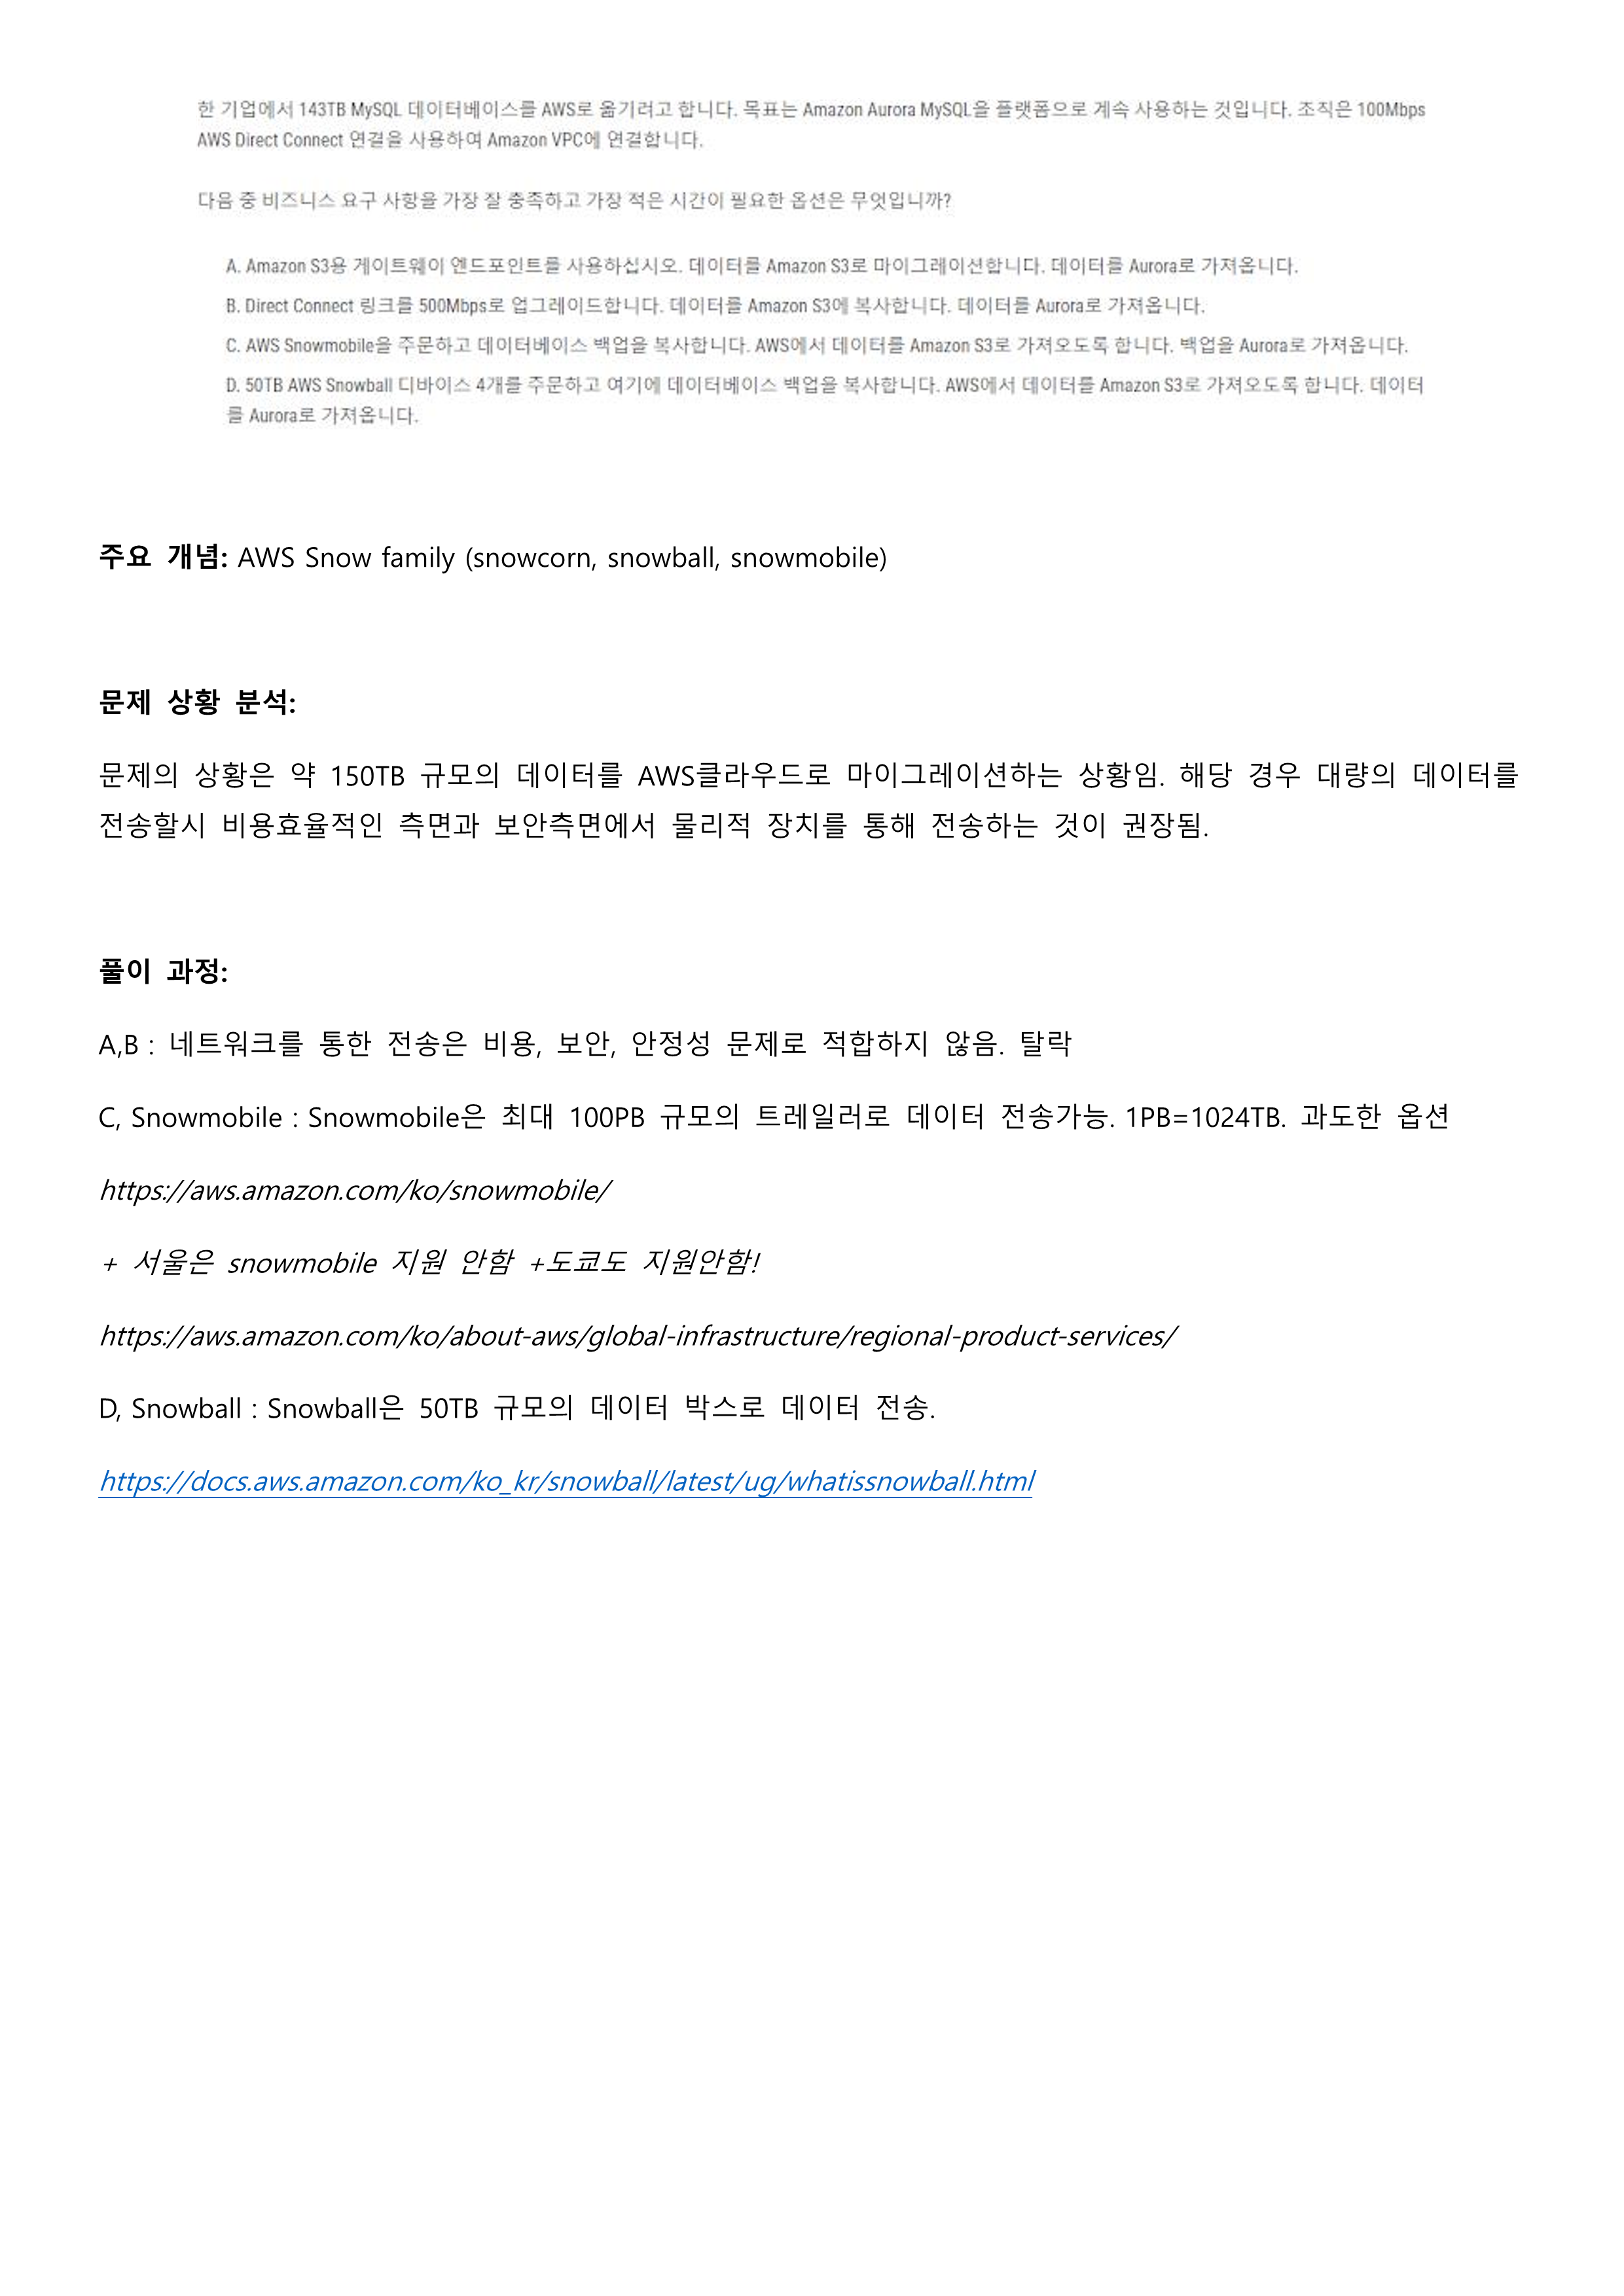 한 기업에서 143TB MySQL 데이터베이스를 AWS로 옮기려고 합니다. 목표는 Amazon Aurora MySQL을 플랫폼으로 계속 사용하는 것입니다. 조직은 100Mbps
AWS Direct Connect 연결을 사용하여 Amazon VPC에 연결합니다.
다음 중 비즈니스 요구 사항을 가장 잘 충족하고 가장 적은 시간이 필요한 옵션은 무엇입니까?
A. Amazon S3용 게이트웨이 엔드포인트를 사용하십시오. 데이터를 Amazon S3로 마이그레이션합니다. 데이터를 Aurora로 가져옵니다.
B. Direct Connect 링크를 500Mbps로 업그레이드합니다. 데이터를 Amazon S3에 복사합니다. 데이터를 Aurora로 가져옵니다.
C. AWS Snowmobile을 주문하고 데이터베이스 백업을 복사합니다. AWS에서 데이터를 Amazon S3로 가져오도록 합니다. 백업을 Aurora로 가져옵니다.
D. 50TB AWS Snowball 디바이스 4개를 주문하고 여기에 데이터베이스 백업을 복사합니다. AWS에서 데이터를 Amazon S3로 가져오도록 합니다. 데이터
를 Aurora로 가져옵니다.
주요 개념: AWS Snow family (snowcorn, snowball, snowmobile)
문제 상황 분석:
문제의 상황은 약 150TB 규모의 데이터를 AWS클라우드로 마이그레이션하는 상황임. 해당 경우 대량의 데이터를
전송할시 비용효율적인 측면과 보안측면에서 물리적 장치를 통해 전송하는 것이 권장됨.
풀이 과정:
A,B : 네트워크를 통한 전송은 비용, 보안, 안정성 문제로 적합하지 않음. 탈락
C, Snowmobile : Snowmobile은 최대 100PB 규모의 트레일러로 데이터 전송가능. 1PB=1024TB. 과도한 옵션
https://aws.amazon.com/ko/snowmobile/
+ 서울은 snowmobile 지원 안함 +도쿄도 지원안함!
https://aws.amazon.com/ko/about-aws/global-infrastructure/regional-product-services/
D, Snowball : Snowball은 50TB 규모의 데이터 박스로 데이터 전송.
https://docs.aws.amazon.com/ko_kr/snowball/latest/ug/whatissnowball.html